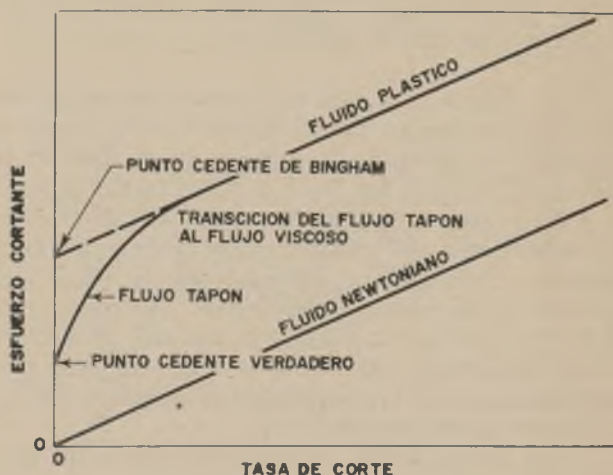 FLUIDO PLASTICO
PUNTO CEDENTE DE BINGHAM
TRANSCICION DEL FLUJO TAPON
AL FLUJO VISCOSO
FLUJO TAPON
FLUIDO NEWTONIANO
PUNTO CEDENTE VERDADERO
ESFUERZO CORTANTE
0
0
TASA DE CORTE